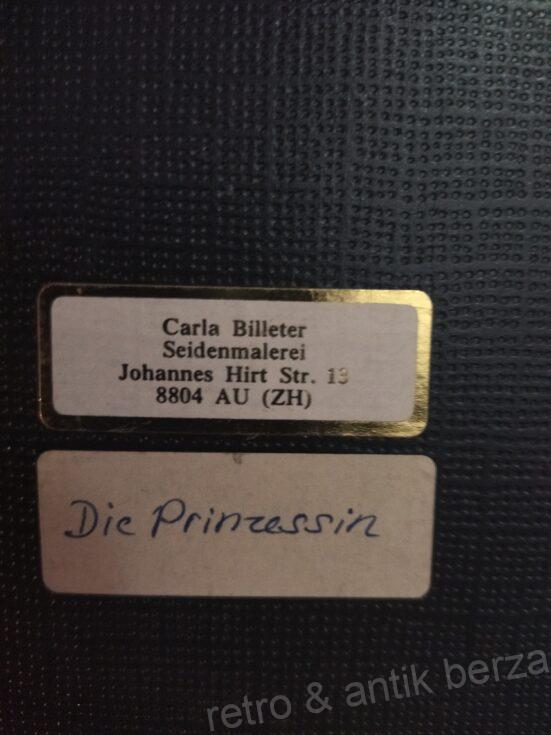 Carla Billeter
Seidenmalerei
Johannes Hirt Str. 13
8804 AU (ZH)
Die Prinzessin
retro & antik berza